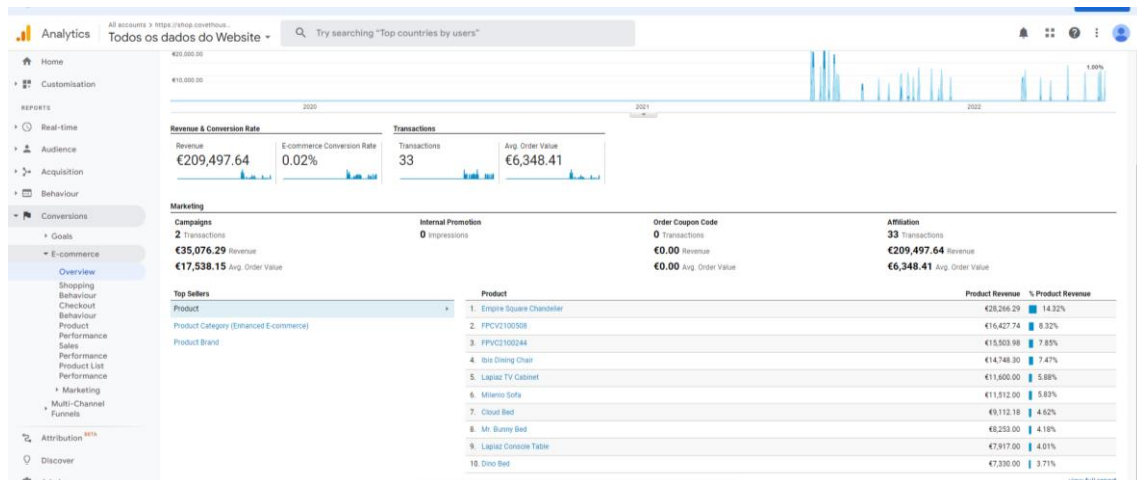 Analytics
All accounts > https://shop.covethous...
Todos os dados do Website
Try searching "Top countries by users"
Home
Customisation
REPORTS
Real-time
Audience
Acquisition
Behaviour
Conversions
Goals
E-commerce
Overview
Shopping
Behaviour
Checkout
Behaviour
Product
Performance
Sales
Performance
Product List
Performance
Marketing
Multi-Channel
Funnels
Attribution BETA
Discover
€20,000.00
€10,000.00
1.00%
2020 2021 2022
Revenue & Conversion Rate
Revenue
€209,497.64
E-commerce Conversion Rate
0.02%
Transactions
Transactions
33
Avg. Order Value
€6,348.41
Marketing
Campaigns
2 Transactions
€35,076.29 Revenue
€17,538.15 Avg. Order Value
Internal Promotion
0 Impressions
Order Coupon Code
0 Transactions
€0.00 Revenue
€0.00 Avg. Order Value
Affiliation
33 Transactions
€209,497.64 Revenue
€6,348.41 Avg. Order Value
Top Sellers
Product
Product Category (Enhanced E-commerce)
Product Brand
Product Product Revenue % Product Revenue
1. Empire Square Chandelier €28,266.29 14.32%
2. FPCV2100508 €16,427.74 8.32%
3. FPVC2100244 €15,503.98 7.85%
4. Ibis Dining Chair €14,748.30 7.47%
5. Lapiaz TV Cabinet €11,600.00 5.88%
6. Milenio Sofa €11,512.00 5.83%
7. Cloud Bed €9,112.18 4.62%
8. Mr. Bunny Bed €8,253.00 4.18%
9. Lapiaz Console Table €7,917.00 4.01%
10. Dino Bed €7,330.00 3.71%